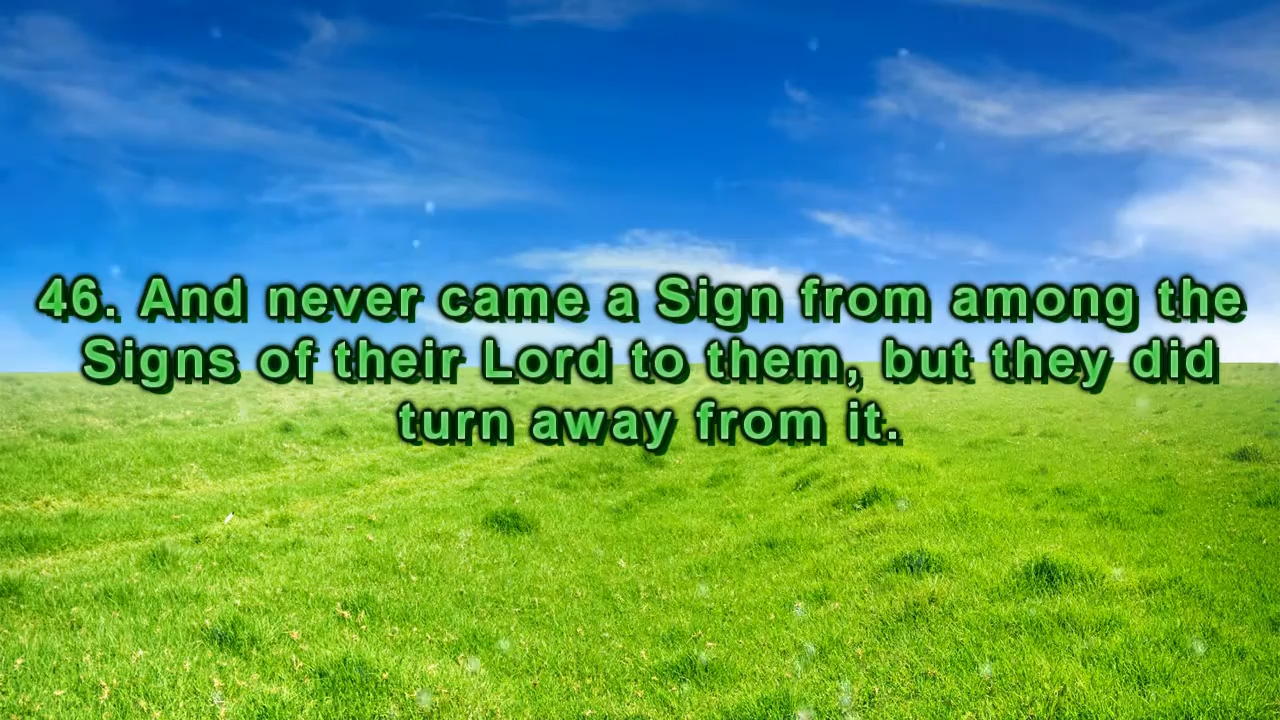 46. And never came a Sign from among the
Signs of their Lord to them, but they did
turn away from it.